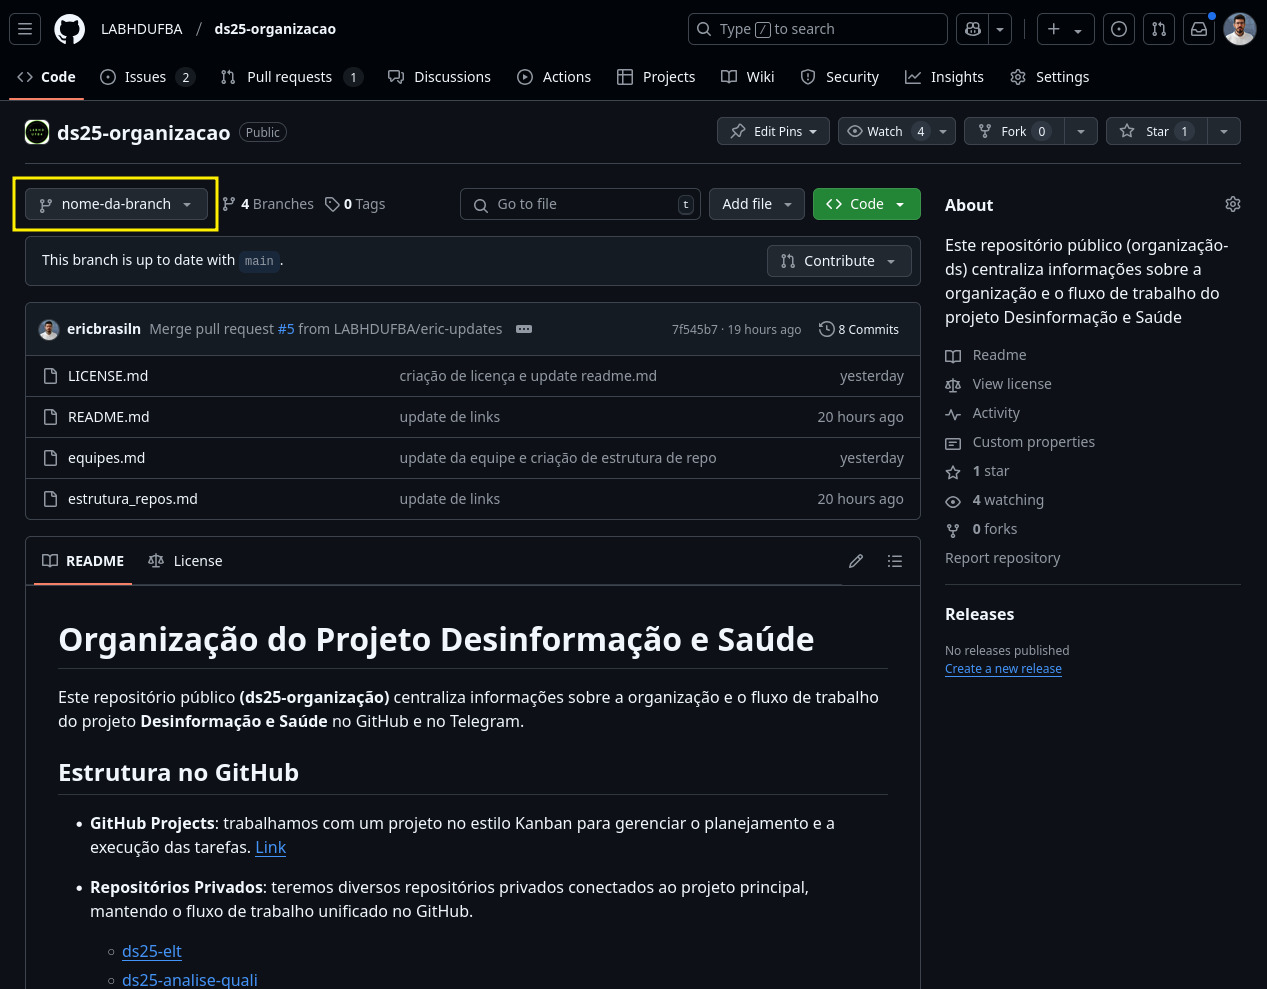 LABHDUFBA / ds25-organizacao
Type / to search
Code Issues 2 Pull requests 1 Discussions Actions Projects Wiki Security Insights Settings
ds25-organizacao Public
Edit Pins Watch 4 Fork 0 Star 1
nome-da-branch 4 Branches 0 Tags
Go to file t Add file Code
This branch is up to date with main .
Contribute
ericbrasiln Merge pull request #5 from LABHDUFBA/eric-updates 7f545b7 · 19 hours ago 8 Commits
LICENSE.md criação de licença e update readme.md yesterday
README.md update de links 20 hours ago
equipes.md update da equipe e criação de estrutura de repo yesterday
estrutura_repos.md update de links 20 hours ago
README License
Organização do Projeto Desinformação e Saúde
Este repositório público (ds25-organização) centraliza informações sobre a organização e o fluxo de trabalho
do projeto Desinformação e Saúde no GitHub e no Telegram.
Estrutura no GitHub
• GitHub Projects: trabalhamos com um projeto no estilo Kanban para gerenciar o planejamento e a
execução das tarefas. Link
• Repositórios Privados: teremos diversos repositórios privados conectados ao projeto principal,
mantendo o fluxo de trabalho unificado no GitHub.
ds25-elt
ds25-analise-quali
About
Este repositório público (organização-
ds) centraliza informações sobre a
organização e o fluxo de trabalho do
projeto Desinformação e Saúde
Readme
View license
Activity
Custom properties
1 star
4 watching
0 forks
Report repository
Releases
No releases published
Create a new release